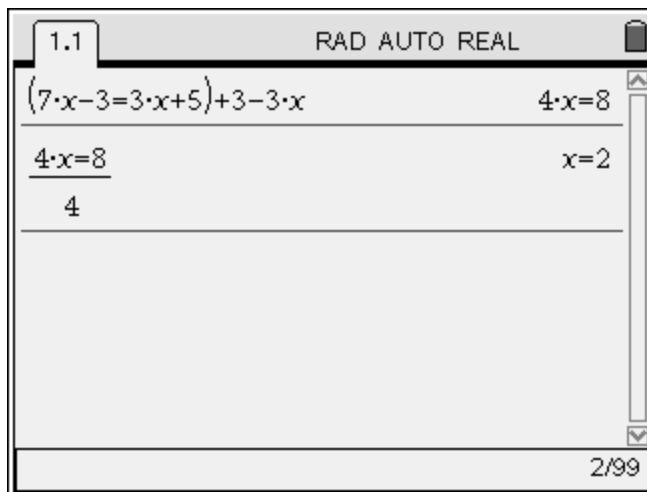 1.1 RAD AUTO REAL
(7·x−3=3·x+5)+3−3·x 4·x=8
4·x=8 x=2
4
2/99